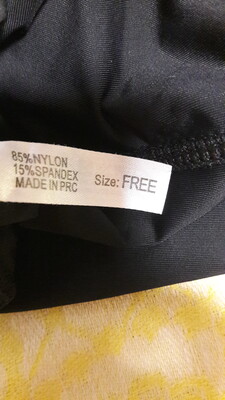 85%NYLON
15%SPANDEX
MADE IN PRC
Size: FREE